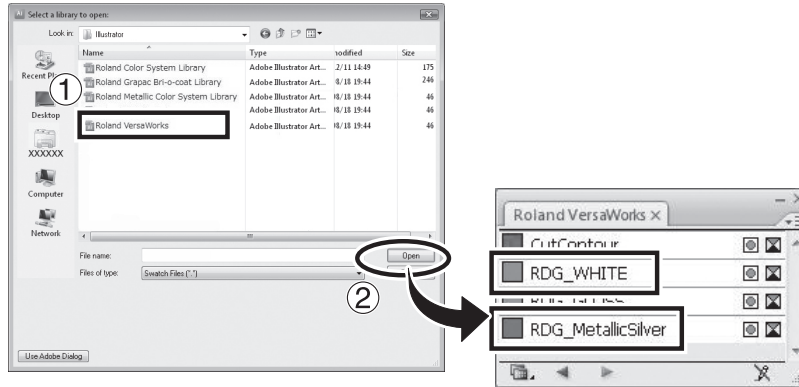 Select a library to open:
Look in: Illustrator
Name Type Size
Roland Color System Library Adobe Illustrator Art... 2/11 14:49 175
Roland Grapac Bri-o-coat Library Adobe Illustrator Art... 8/18 19:44 246
Roland Metallic Color System Library Adobe Illustrator Art... 8/18 19:44 46
Adobe Illustrator Art... 8/18 19:44 46
Roland VersaWorks Adobe Illustrator Art... 8/18 19:44 46
Recent
1
Desktop
XXXXXX
Computer
Network
File name: Open
Files of type: Swatch Files (*.*)
2
Use Adobe Dialog
Roland VersaWorks ×
CutContour
RDG_WHITE
RDG_GLOSS
RDG_MetallicSilver